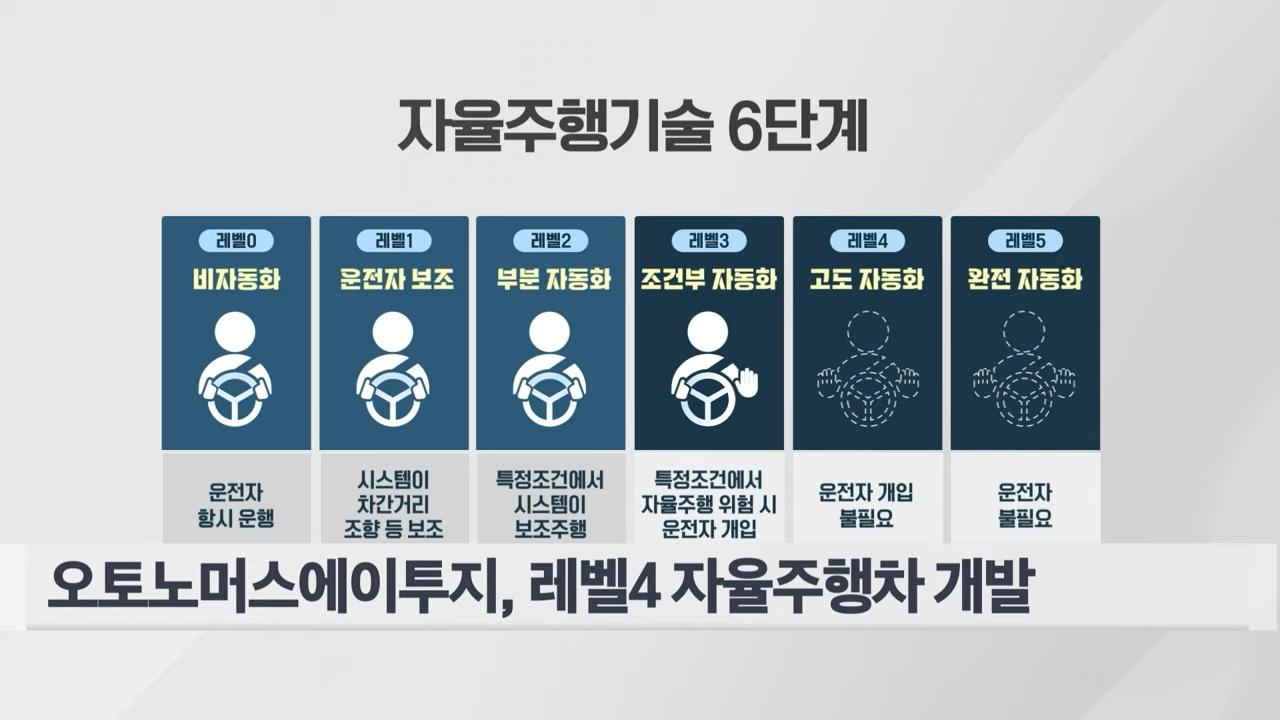 자율주행기술 6단계
레벨0
비자동화
운전자
항시 운행
레벨1
운전자 보조
시스템이
차간거리
조향 등 보조
레벨2
부분 자동화
특정조건에서
시스템이
보조주행
레벨3
조건부 자동화
특정조건에서
자율주행 위험 시
운전자 개입
레벨4
고도 자동화
운전자 개입
불필요
레벨5
완전 자동화
운전자
불필요
오토노머스에이투지, 레벨4 자율주행차 개발